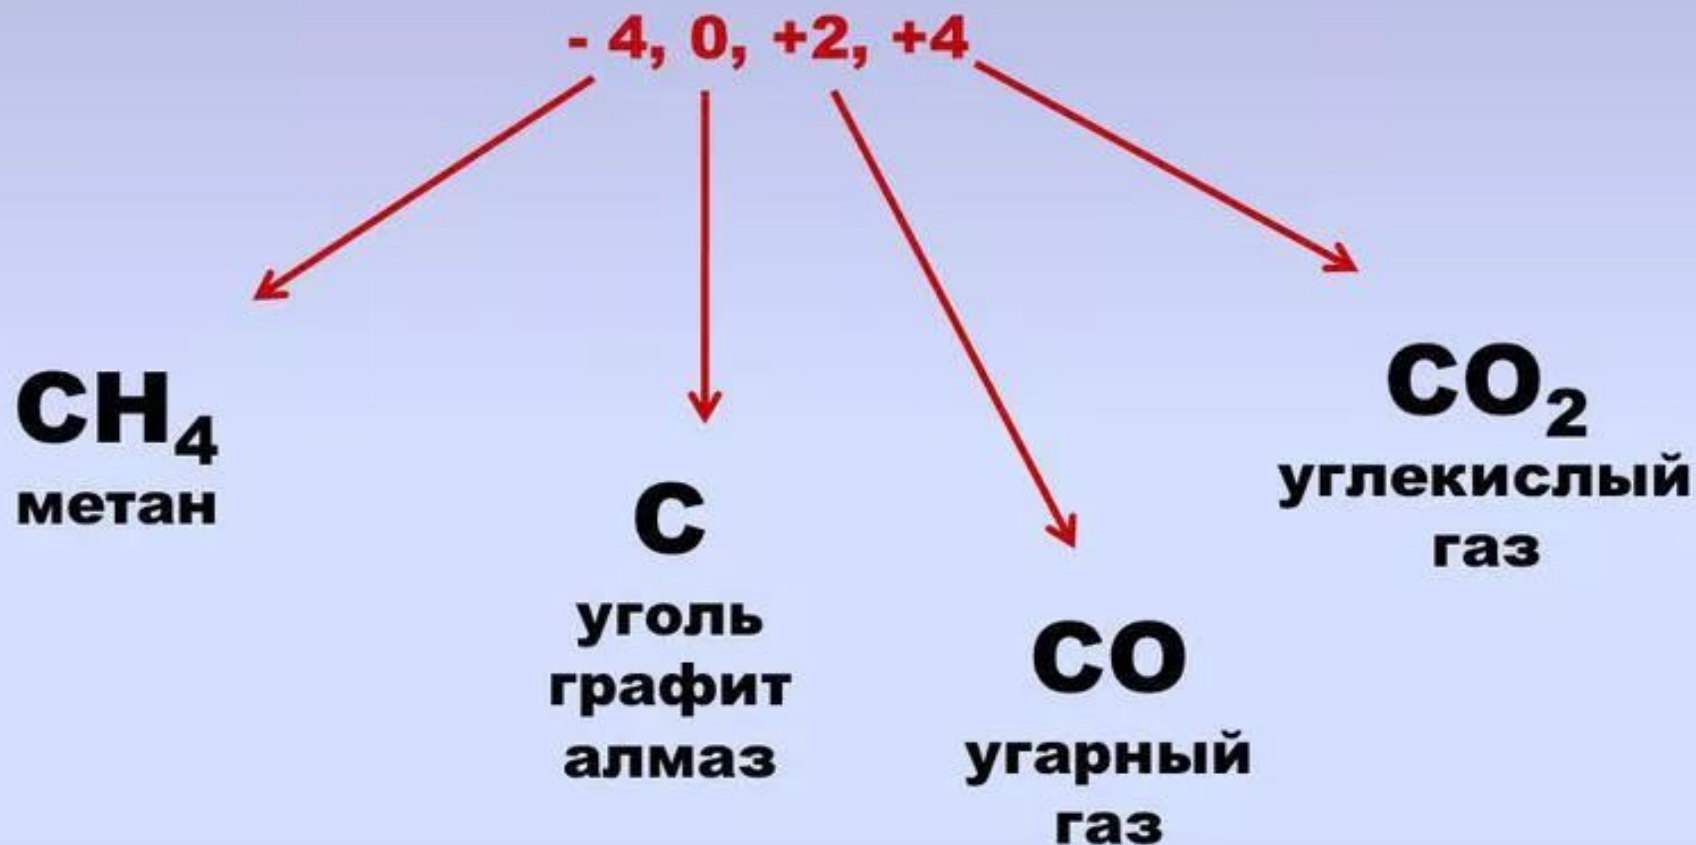 - 4, 0, +2, +4
CH₄
метан
C
уголь
графит
алмаз
CO
угарный
газ
CO₂
углекислый
газ